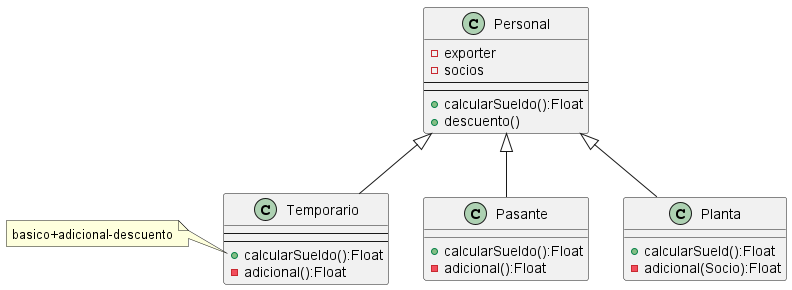 C Personal
exporter
socios
calcularSueldo():Float
descuento()
C Temporario
calcularSueldo():Float
adicional():Float
basico+adicional-descuento
C Pasante
calcularSueldo():Float
adicional():Float
C Planta
calcularSueld():Float
adicional(Socio):Float